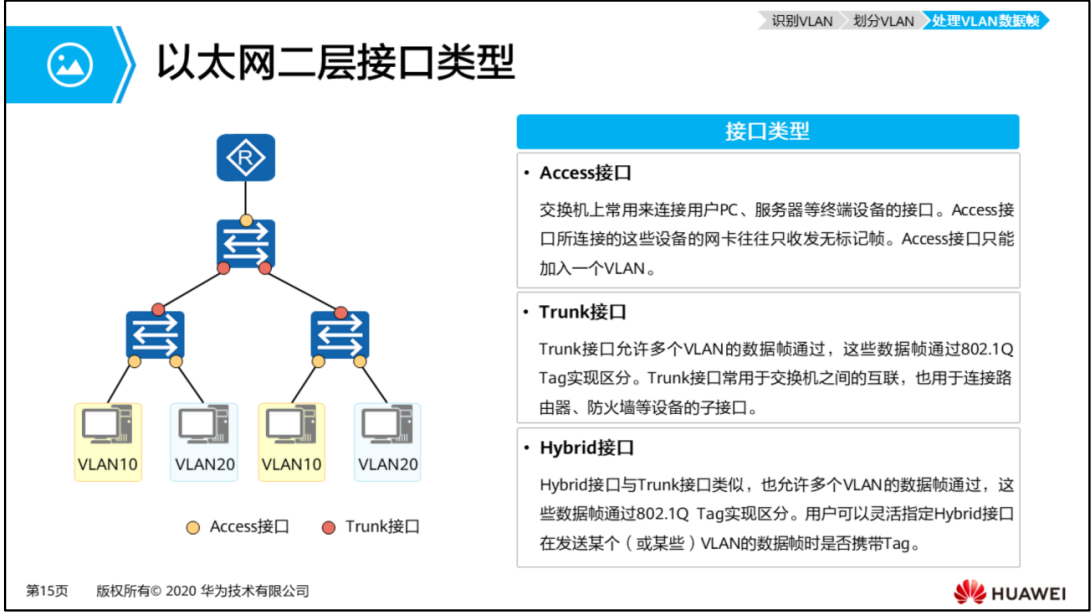 识别VLAN 划分VLAN 处理VLAN数据帧
以太网二层接口类型
R
VLAN10 VLAN20 VLAN10 VLAN20
Access接口 Trunk接口
接口类型
• Access接口
交换机上常用来连接用户PC、服务器等终端设备的接口。Access接
口所连接的这些设备的网卡往往只收发无标记帧。Access接口只能
加入一个VLAN。
• Trunk接口
Trunk接口允许多个VLAN的数据帧通过，这些数据帧通过802.1Q
Tag实现区分。Trunk接口常用于交换机之间的互联，也用于连接路
由器、防火墙等设备的子接口。
• Hybrid接口
Hybrid接口与Trunk接口类似，也允许多个VLAN的数据帧通过，这
些数据帧通过802.1Q Tag实现区分。用户可以灵活指定Hybrid接口
在发送某个（或某些）VLAN的数据帧时是否携带Tag。
第15页 版权所有© 2020 华为技术有限公司
HUAWEI